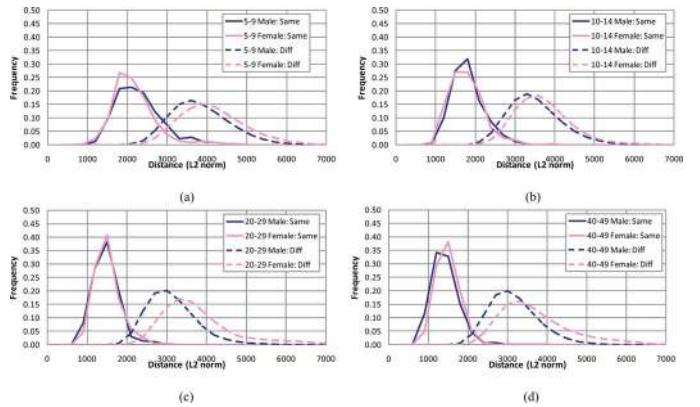 0.50
0.45
0.40
0.35
0.30
0.25
0.20
0.15
0.10
0.05
0.00
Frequency
5-9 Male: Same
5-9 Female: Same
5-9 Male: Diff
5-9 Female: Diff
0 1000 2000 3000 4000 5000 6000 7000
Distance (L2 norm)
(a)
0.50
0.45
0.40
0.35
0.30
0.25
0.20
0.15
0.10
0.05
0.00
Frequency
10-14 Male: Same
10-14 Female: Same
10-14 Male: Diff
10-14 Female: Diff
0 1000 2000 3000 4000 5000 6000 7000
Distance (L2 norm)
(b)
0.50
0.45
0.40
0.35
0.30
0.25
0.20
0.15
0.10
0.05
0.00
Frequency
20-29 Male: Same
20-29 Female: Same
20-29 Male: Diff
20-29 Female: Diff
0 1000 2000 3000 4000 5000 6000 7000
Distance (L2 norm)
(c)
0.50
0.45
0.40
0.35
0.30
0.25
0.20
0.15
0.10
0.05
0.00
Frequency
40-49 Male: Same
40-49 Female: Same
40-49 Male: Diff
40-49 Female: Diff
0 1000 2000 3000 4000 5000 6000 7000
Distance (L2 norm)
(d)